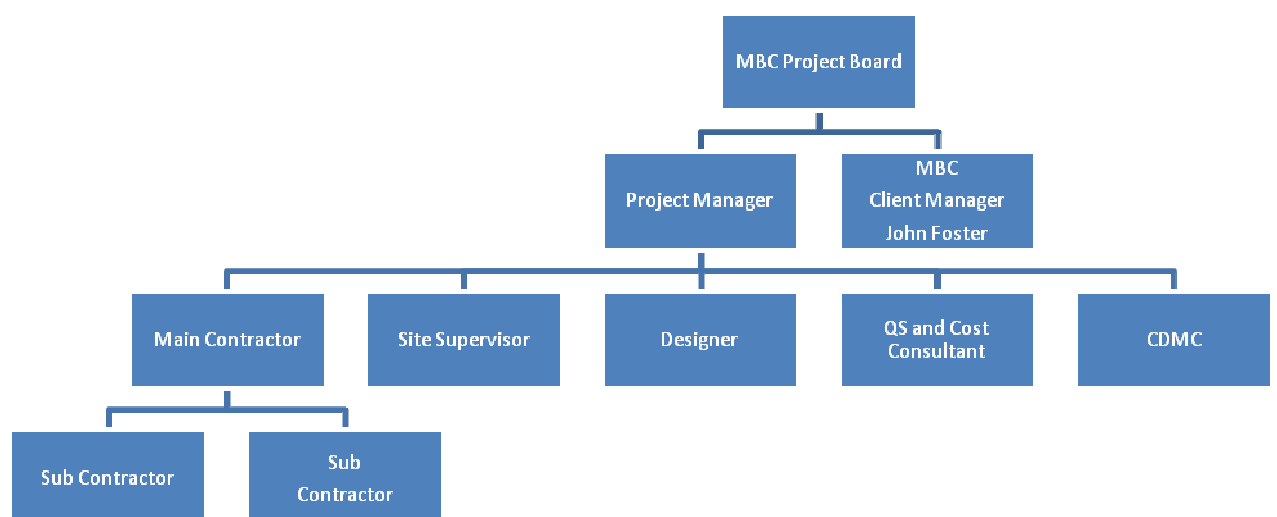 MBC Project Board
Project Manager
MBC
Client Manager
John Foster
Main Contractor
Site Supervisor
Designer
QS and Cost
Consultant
CDMC
Sub Contractor
Sub
Contractor